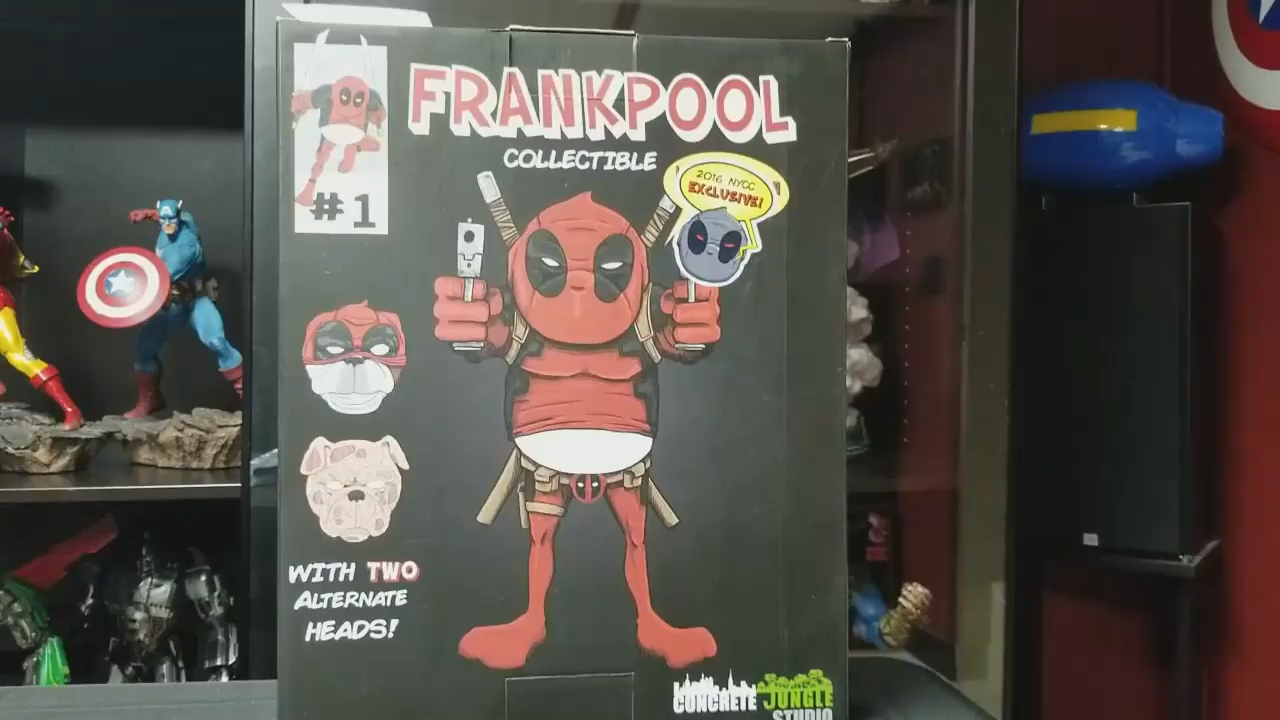 FRANKPOOL
COLLECTIBLE
#1
2016 NYCC
EXCLUSIVE!
WITH TWO
ALTERNATE
HEADS!
CONCRETE JUNGLE
STUDIO